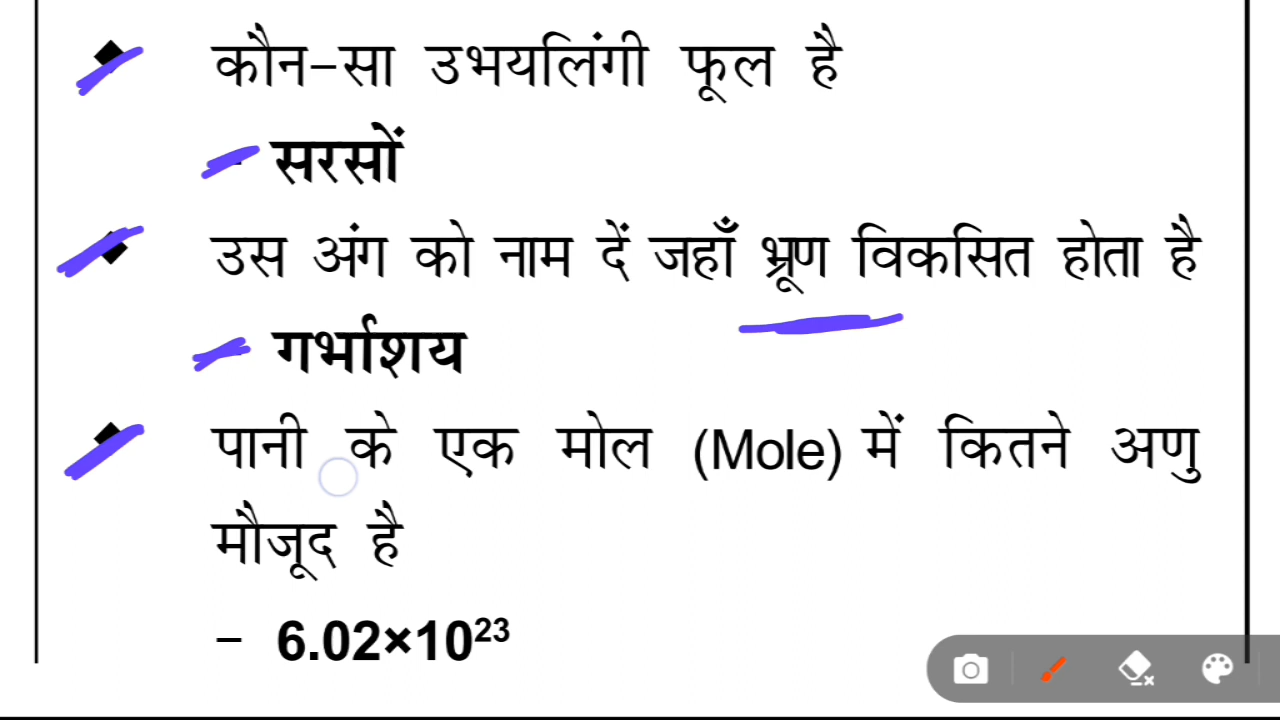 कौन-सा उभयलिंगी फूल है
- सरसों
उस अंग को नाम दें जहाँ भ्रूण विकसित होता है
- गर्भाशय
पानी के एक मोल (Mole) में कितने अणु
मौजूद है
- 6.02×10²³